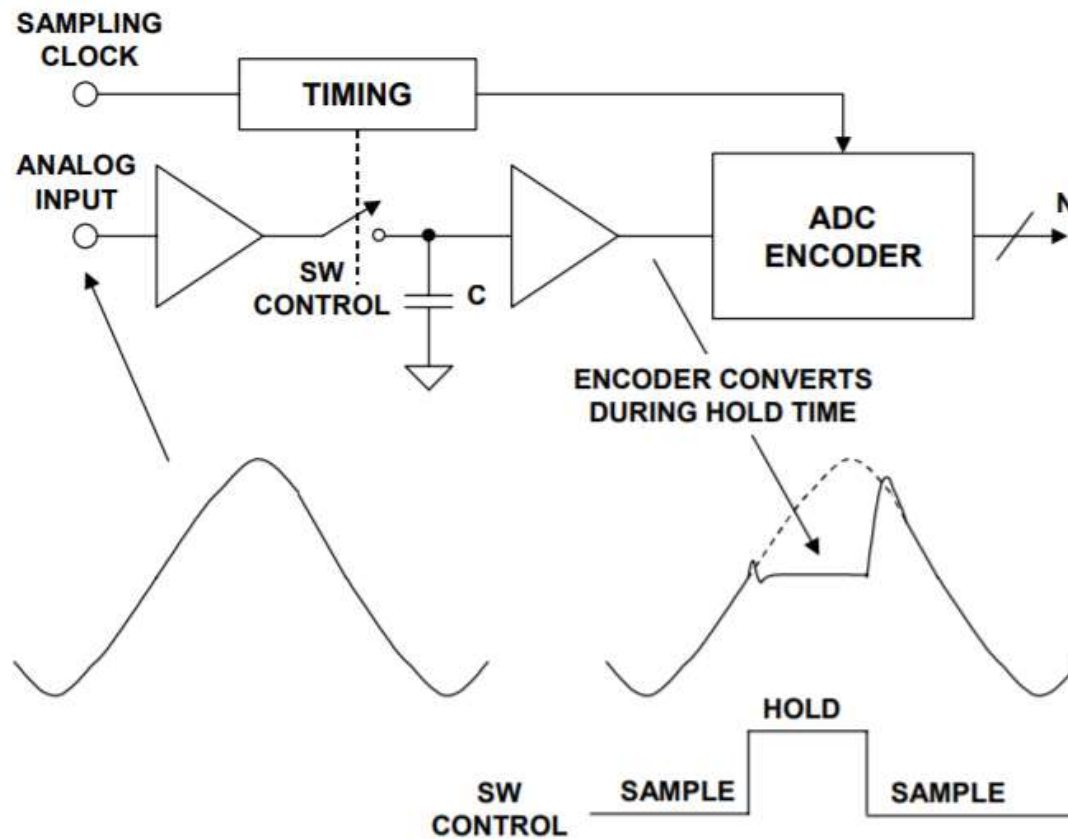 SAMPLING
CLOCK
TIMING
ANALOG
INPUT
SW
CONTROL
C
ADC
ENCODER
N
ENCODER CONVERTS
DURING HOLD TIME
HOLD
SW
CONTROL
SAMPLE
SAMPLE